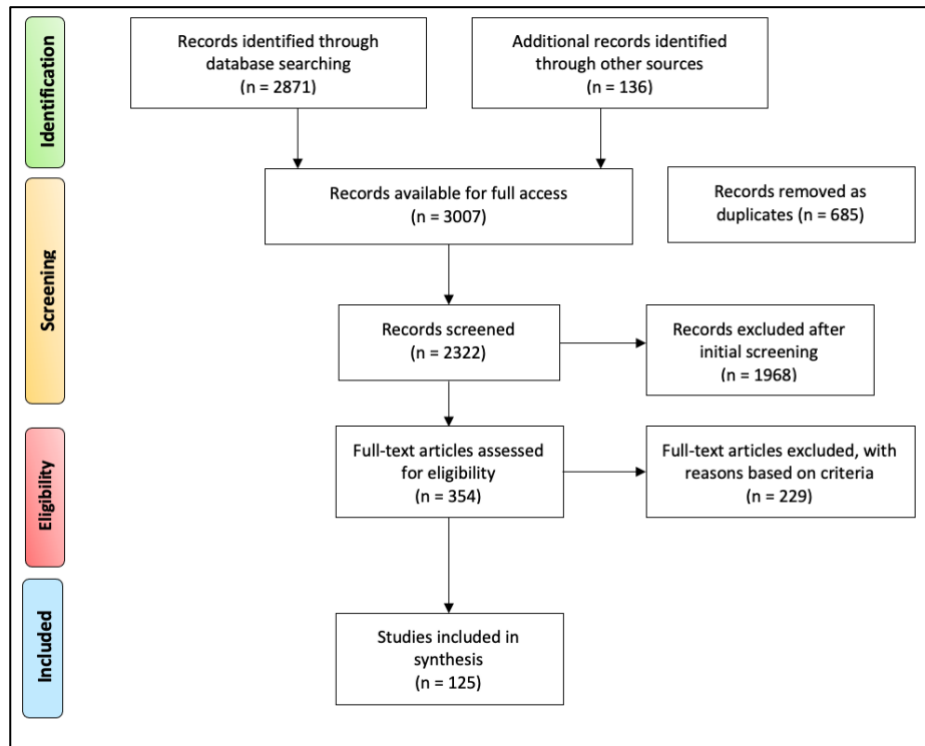 Identification
Records identified through
database searching
(n = 2871)
Additional records identified
through other sources
(n = 136)
Screening
Records available for full access
(n = 3007)
Records removed as
duplicates (n = 685)
Records screened
(n = 2322)
Records excluded after
initial screening
(n = 1968)
Eligibility
Full-text articles assessed
for eligibility
(n = 354)
Full-text articles excluded, with
reasons based on criteria
(n = 229)
Included
Studies included in
synthesis
(n = 125)